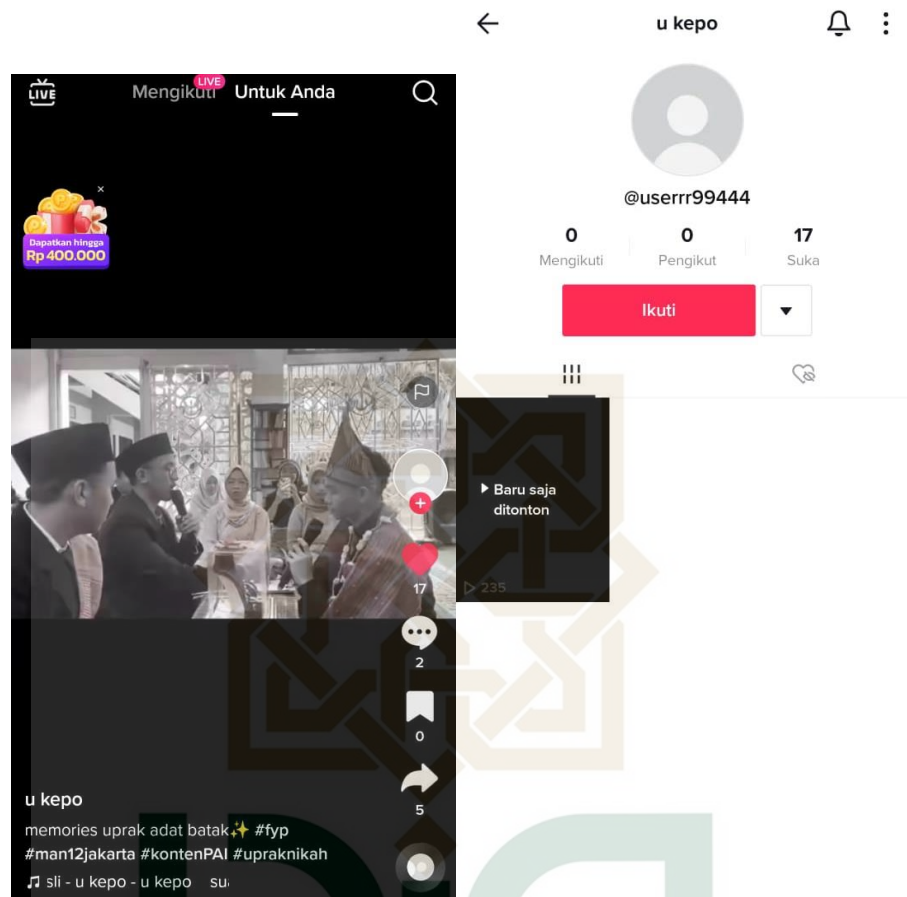 LIVE
Mengikuti
LIVE
Untuk Anda
×
Dapatkan hingga
Rp 400.000
17
2
0
5
u kepo
memories uprak adat batak✨ #fyp
#man12jakarta #kontenPAI #upraknikah
sli - u kepo - u kepo su
u kepo
@userrr99444
0
0
17
Mengikuti
Pengikut
Suka
Ikuti
Baru saja
ditonton
235